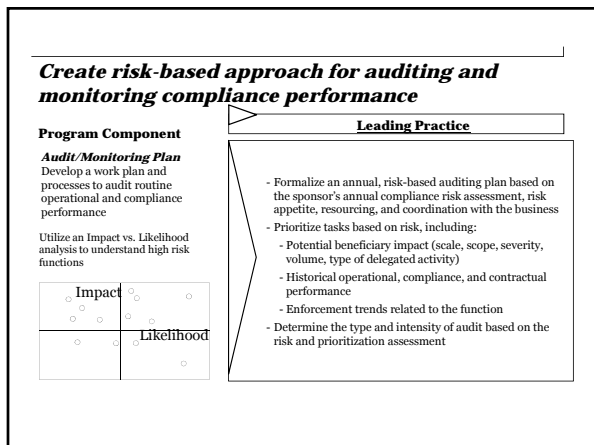 Create risk-based approach for auditing and
monitoring compliance performance
Program Component
Audit/Monitoring Plan
Develop a work plan and
processes to audit routine
operational and compliance
performance
Utilize an Impact vs. Likelihood
analysis to understand high risk
functions
Impact
Likelihood
Leading Practice
- Formalize an annual, risk-based auditing plan based on
the sponsor's annual compliance risk assessment, risk
appetite, resourcing, and coordination with the business
- Prioritize tasks based on risk, including:
- Potential beneficiary impact (scale, scope, severity,
volume, type of delegated activity)
- Historical operational, compliance, and contractual
performance
- Enforcement trends related to the function
- Determine the type and intensity of audit based on the
risk and prioritization assessment